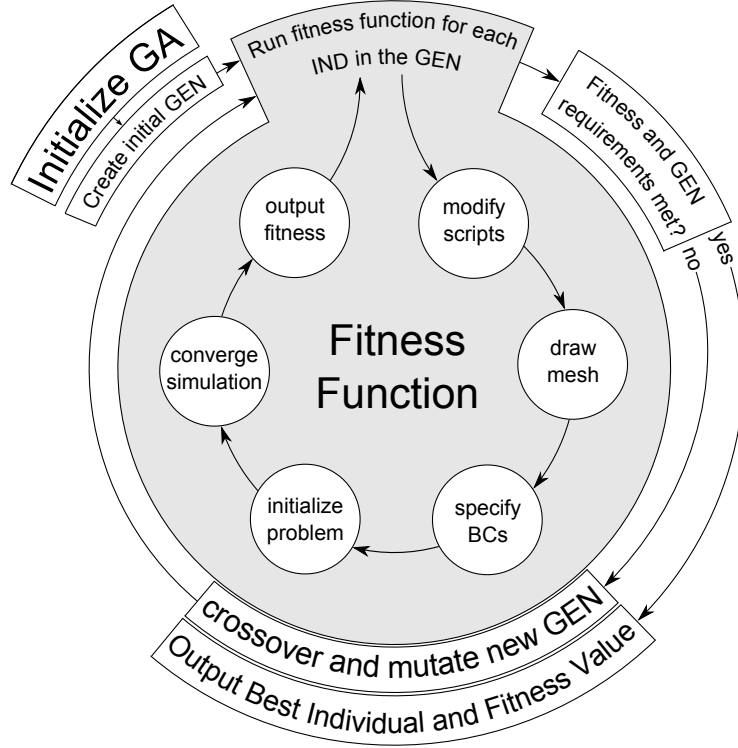 Initialize GA
Create initial GEN
Run fitness function for each
IND in the GEN
Fitness and GEN
requirements met?
no
yes
output
fitness
modify
scripts
converge
simulation
Fitness
Function
draw
mesh
initialize
problem
specify
BCs
crossover and mutate new GEN
Output Best Individual and Fitness Value